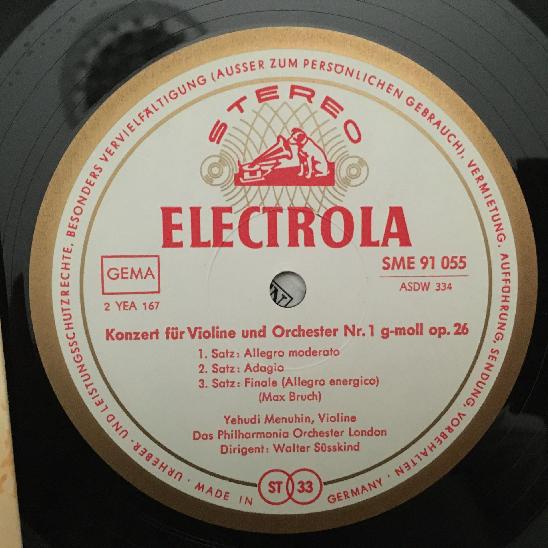 URHEBER- UND LEISTUNGSSCHUTZRECHTE, BESONDERS VERVIELFÄLTIGUNG (AUSSER ZUM PERSÖNLICHEN GEBRAUCH), VERMIETUNG, AUFFÜHRUNG, SENDUNG, VORBEHALTEN ·
STEREO
ELECTROLA
GEMA
SME 91 055
2 YEA 167
ASDW 334
Konzert für Violine und Orchester Nr. 1 g-moll op. 26
1. Satz: Allegro moderato
2. Satz: Adagio
3. Satz: Finale (Allegro energico)
(Max Bruch)
Yehudi Menuhin, Violine
Das Philharmonia Orchester London
Dirigent: Walter Süsskind
ST 33
MADE IN GERMANY